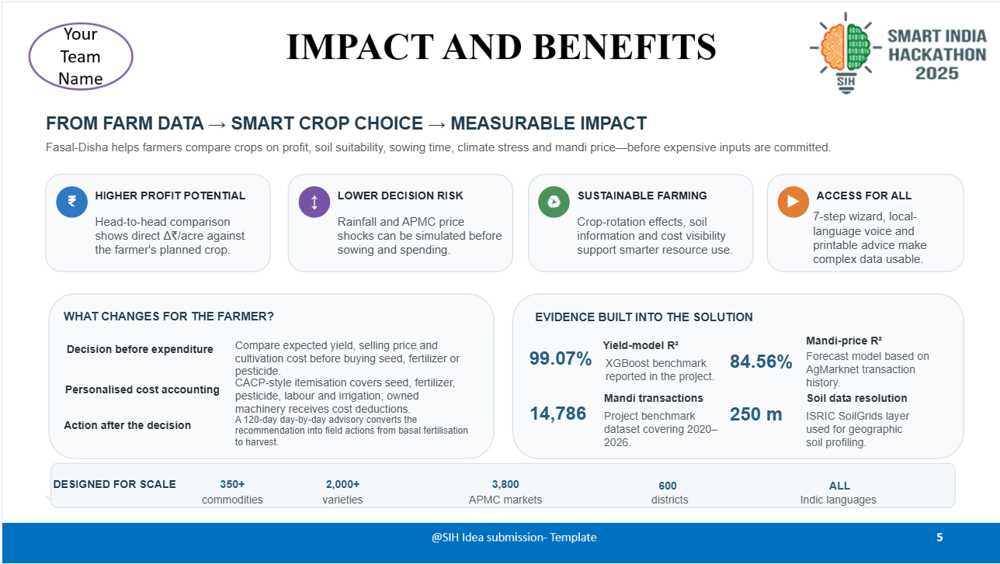 Your
Team
Name
IMPACT AND BENEFITS
SIH
SMART INDIA
HACKATHON
2025
FROM FARM DATA → SMART CROP CHOICE → MEASURABLE IMPACT
Fasal-Disha helps farmers compare crops on profit, soil suitability, sowing time, climate stress and mandi price—before expensive inputs are committed.
₹
HIGHER PROFIT POTENTIAL
Head-to-head comparison
shows direct Δ₹/acre against
the farmer's planned crop.
↕
LOWER DECISION RISK
Rainfall and APMC price
shocks can be simulated before
sowing and spending.
♻
SUSTAINABLE FARMING
Crop-rotation effects, soil
information and cost visibility
support smarter resource use.
▶
ACCESS FOR ALL
7-step wizard, local-
language voice and
printable advice make
complex data usable.
WHAT CHANGES FOR THE FARMER?
Decision before expenditure
Compare expected yield, selling price and
cultivation cost before buying seed, fertilizer or
pesticide.
Personalised cost accounting
CACP-style itemisation covers seed, fertilizer,
pesticide, labour and irrigation; owned
machinery receives cost deductions.
Action after the decision
A 120-day day-by-day advisory converts the
recommendation into field actions from basal fertilisation
to harvest.
EVIDENCE BUILT INTO THE SOLUTION
99.07%
Yield-model R²
XGBoost benchmark
reported in the project.
84.56%
Mandi-price R²
Forecast model based on
AgMarknet transaction
history.
14,786
Mandi transactions
Project benchmark
dataset covering 2020–
2026.
250 m
Soil data resolution
ISRIC SoilGrids layer
used for geographic
soil profiling.
DESIGNED FOR SCALE
350+
commodities
2,000+
varieties
3,800
APMC markets
600
districts
ALL
Indic languages
@SIH Idea submission- Template
5